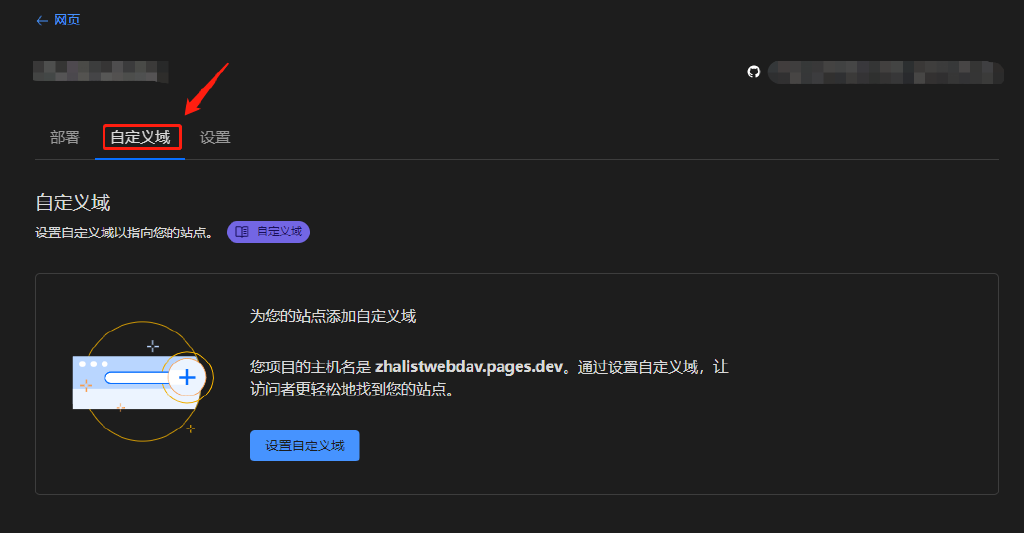 ← 网页
部署
自定义域
设置
自定义域
设置自定义域以指向您的站点。 自定义域
为您的站点添加自定义域
您项目的主机名是 zhalistwebdav.pages.dev。通过设置自定义域，让
访问者更轻松地找到您的站点。
设置自定义域